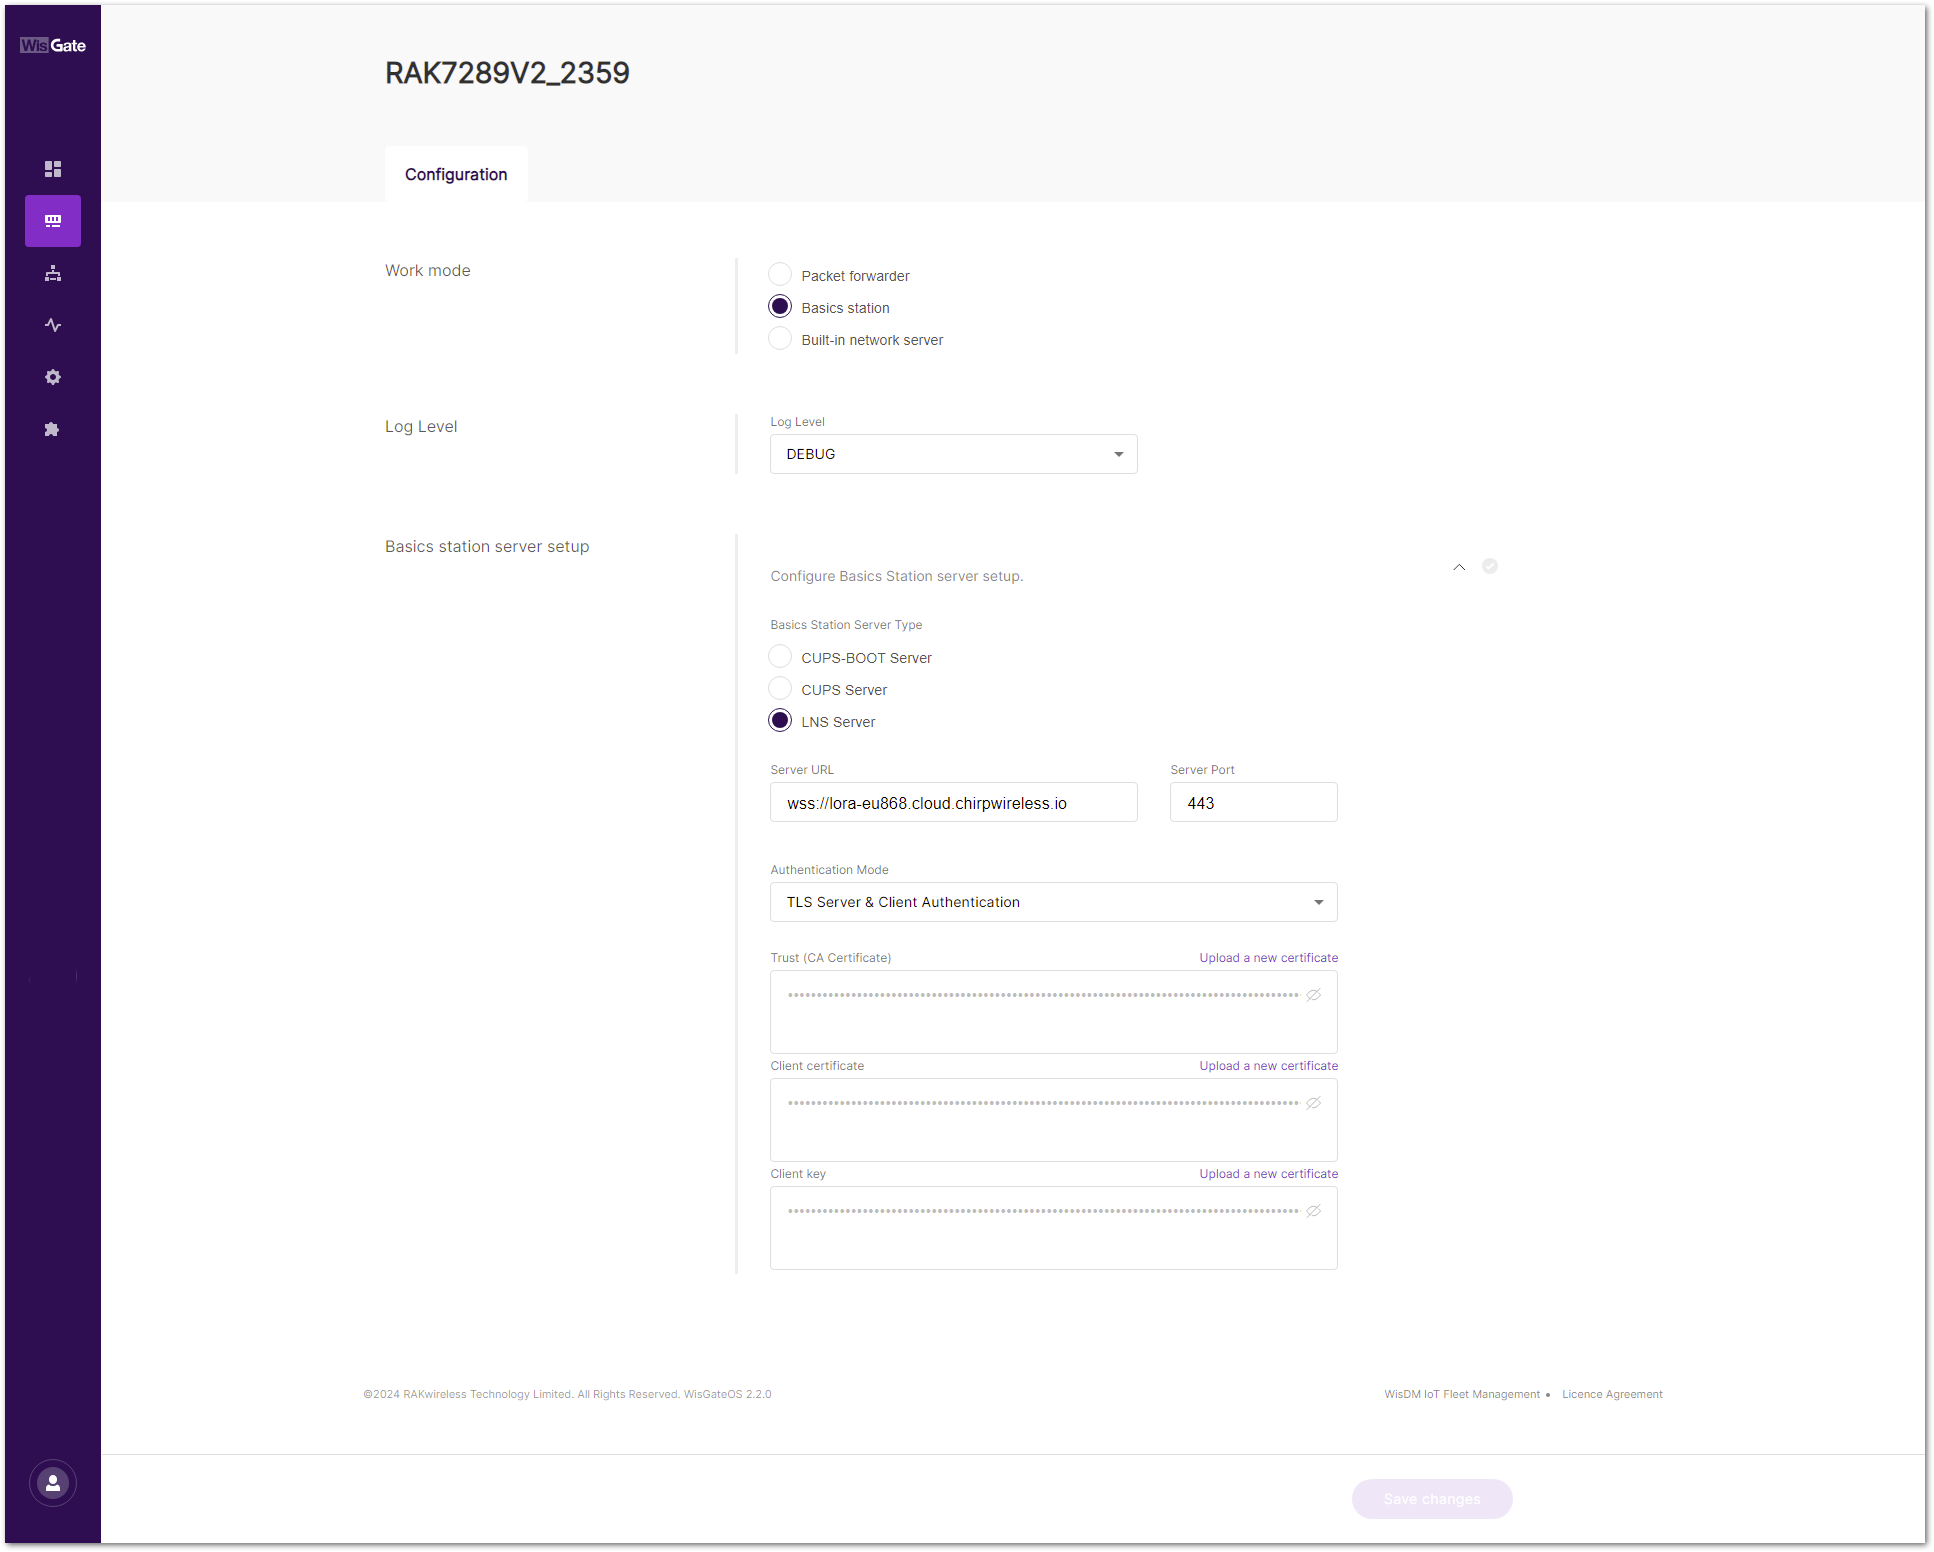 WisGate
RAK7289V2_2359
Configuration
Work mode
Packet forwarder
Basics station
Built-in network server
Log Level
Log Level
DEBUG
Basics station server setup
Configure Basics Station server setup.
Basics Station Server Type
CUPS-BOOT Server
CUPS Server
LNS Server
Server URL
Server Port
wss://lora-eu868.cloud.chirpwireless.io
443
Authentication Mode
TLS Server & Client Authentication
Trust (CA Certificate)
Upload a new certificate
Client certificate
Upload a new certificate
Client key
Upload a new certificate
©2024 RAKwireless Technology Limited. All Rights Reserved. WisGateOS 2.2.0
WisDM IoT Fleet Management • Licence Agreement
Save changes